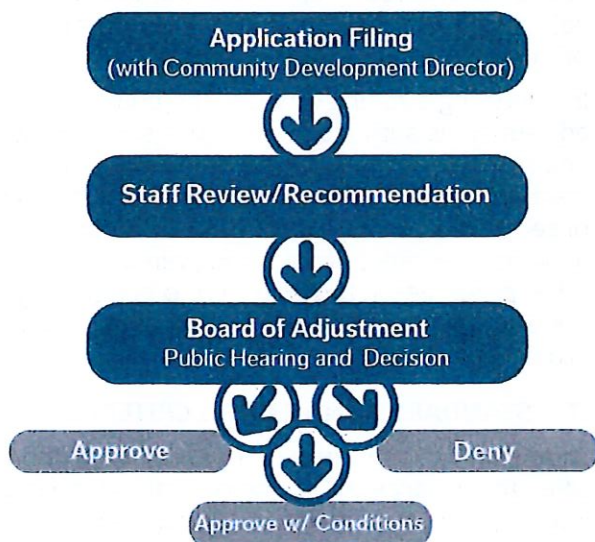 Application Filing
(with Community Development Director)
Staff Review/Recommendation
Board of Adjustment
Public Hearing and Decision
Approve
Deny
Approve w/ Conditions